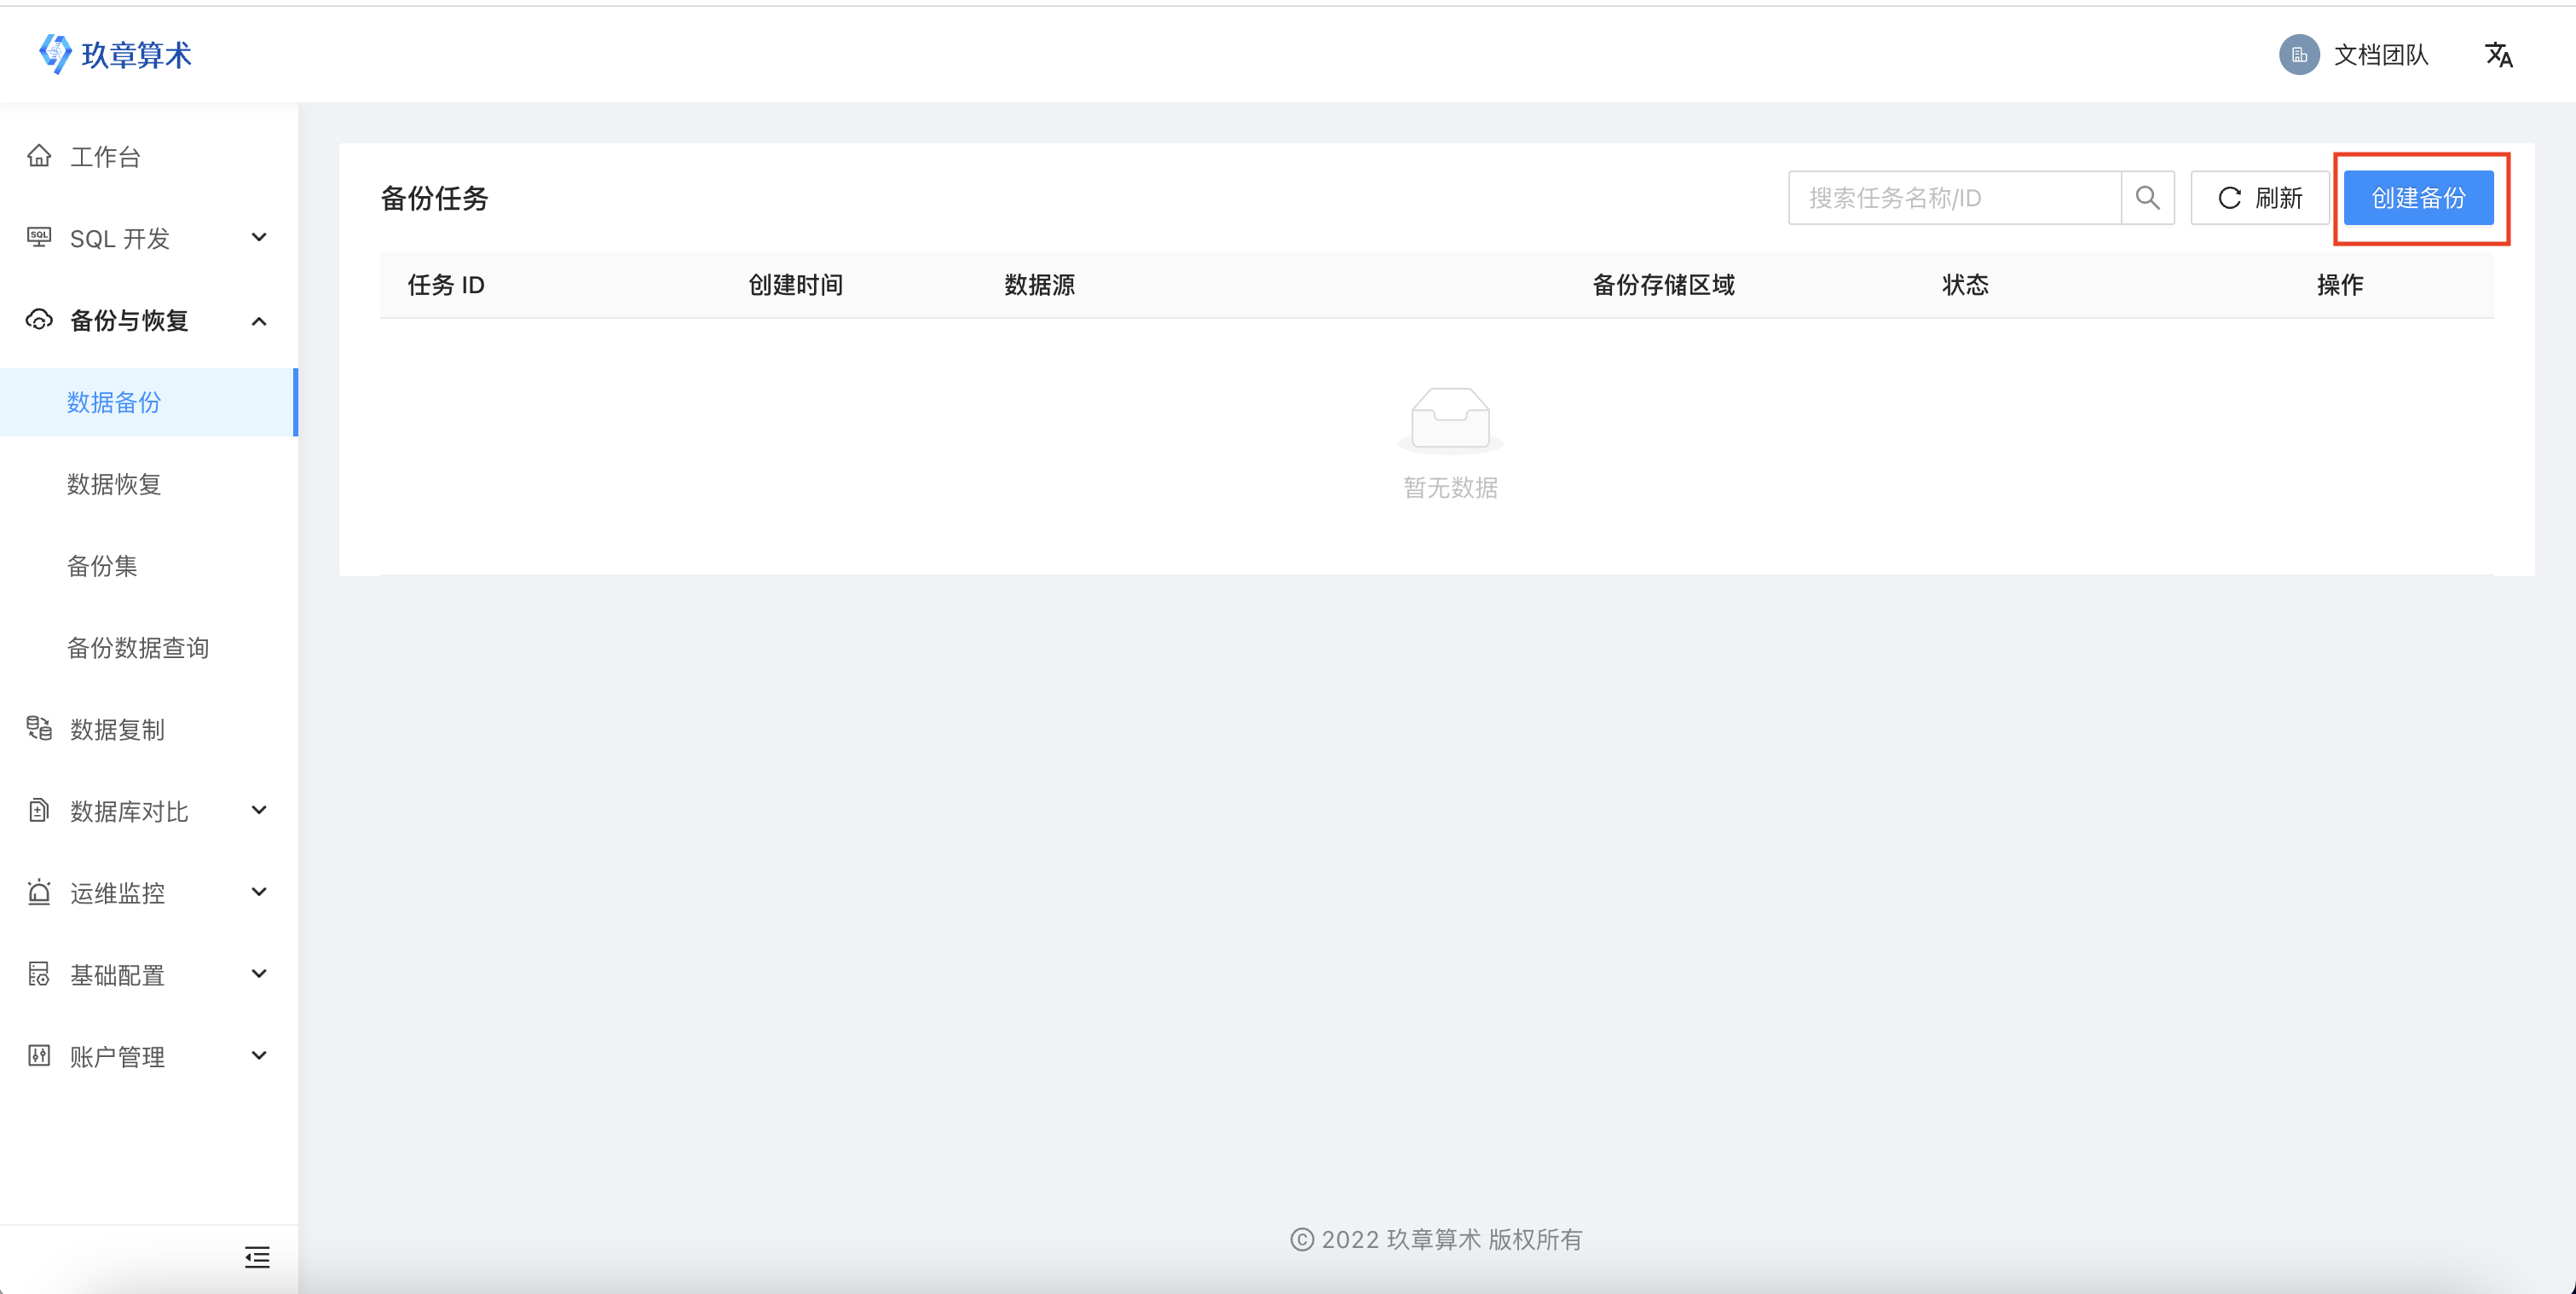 玖章算术
文档团队
工作台
SQL 开发
备份与恢复
数据备份
数据恢复
备份集
备份数据查询
数据复制
数据库对比
运维监控
基础配置
账户管理
备份任务
搜索任务名称/ID
刷新
创建备份
任务 ID 创建时间 数据源 备份存储区域 状态 操作
暂无数据
© 2022 玖章算术 版权所有